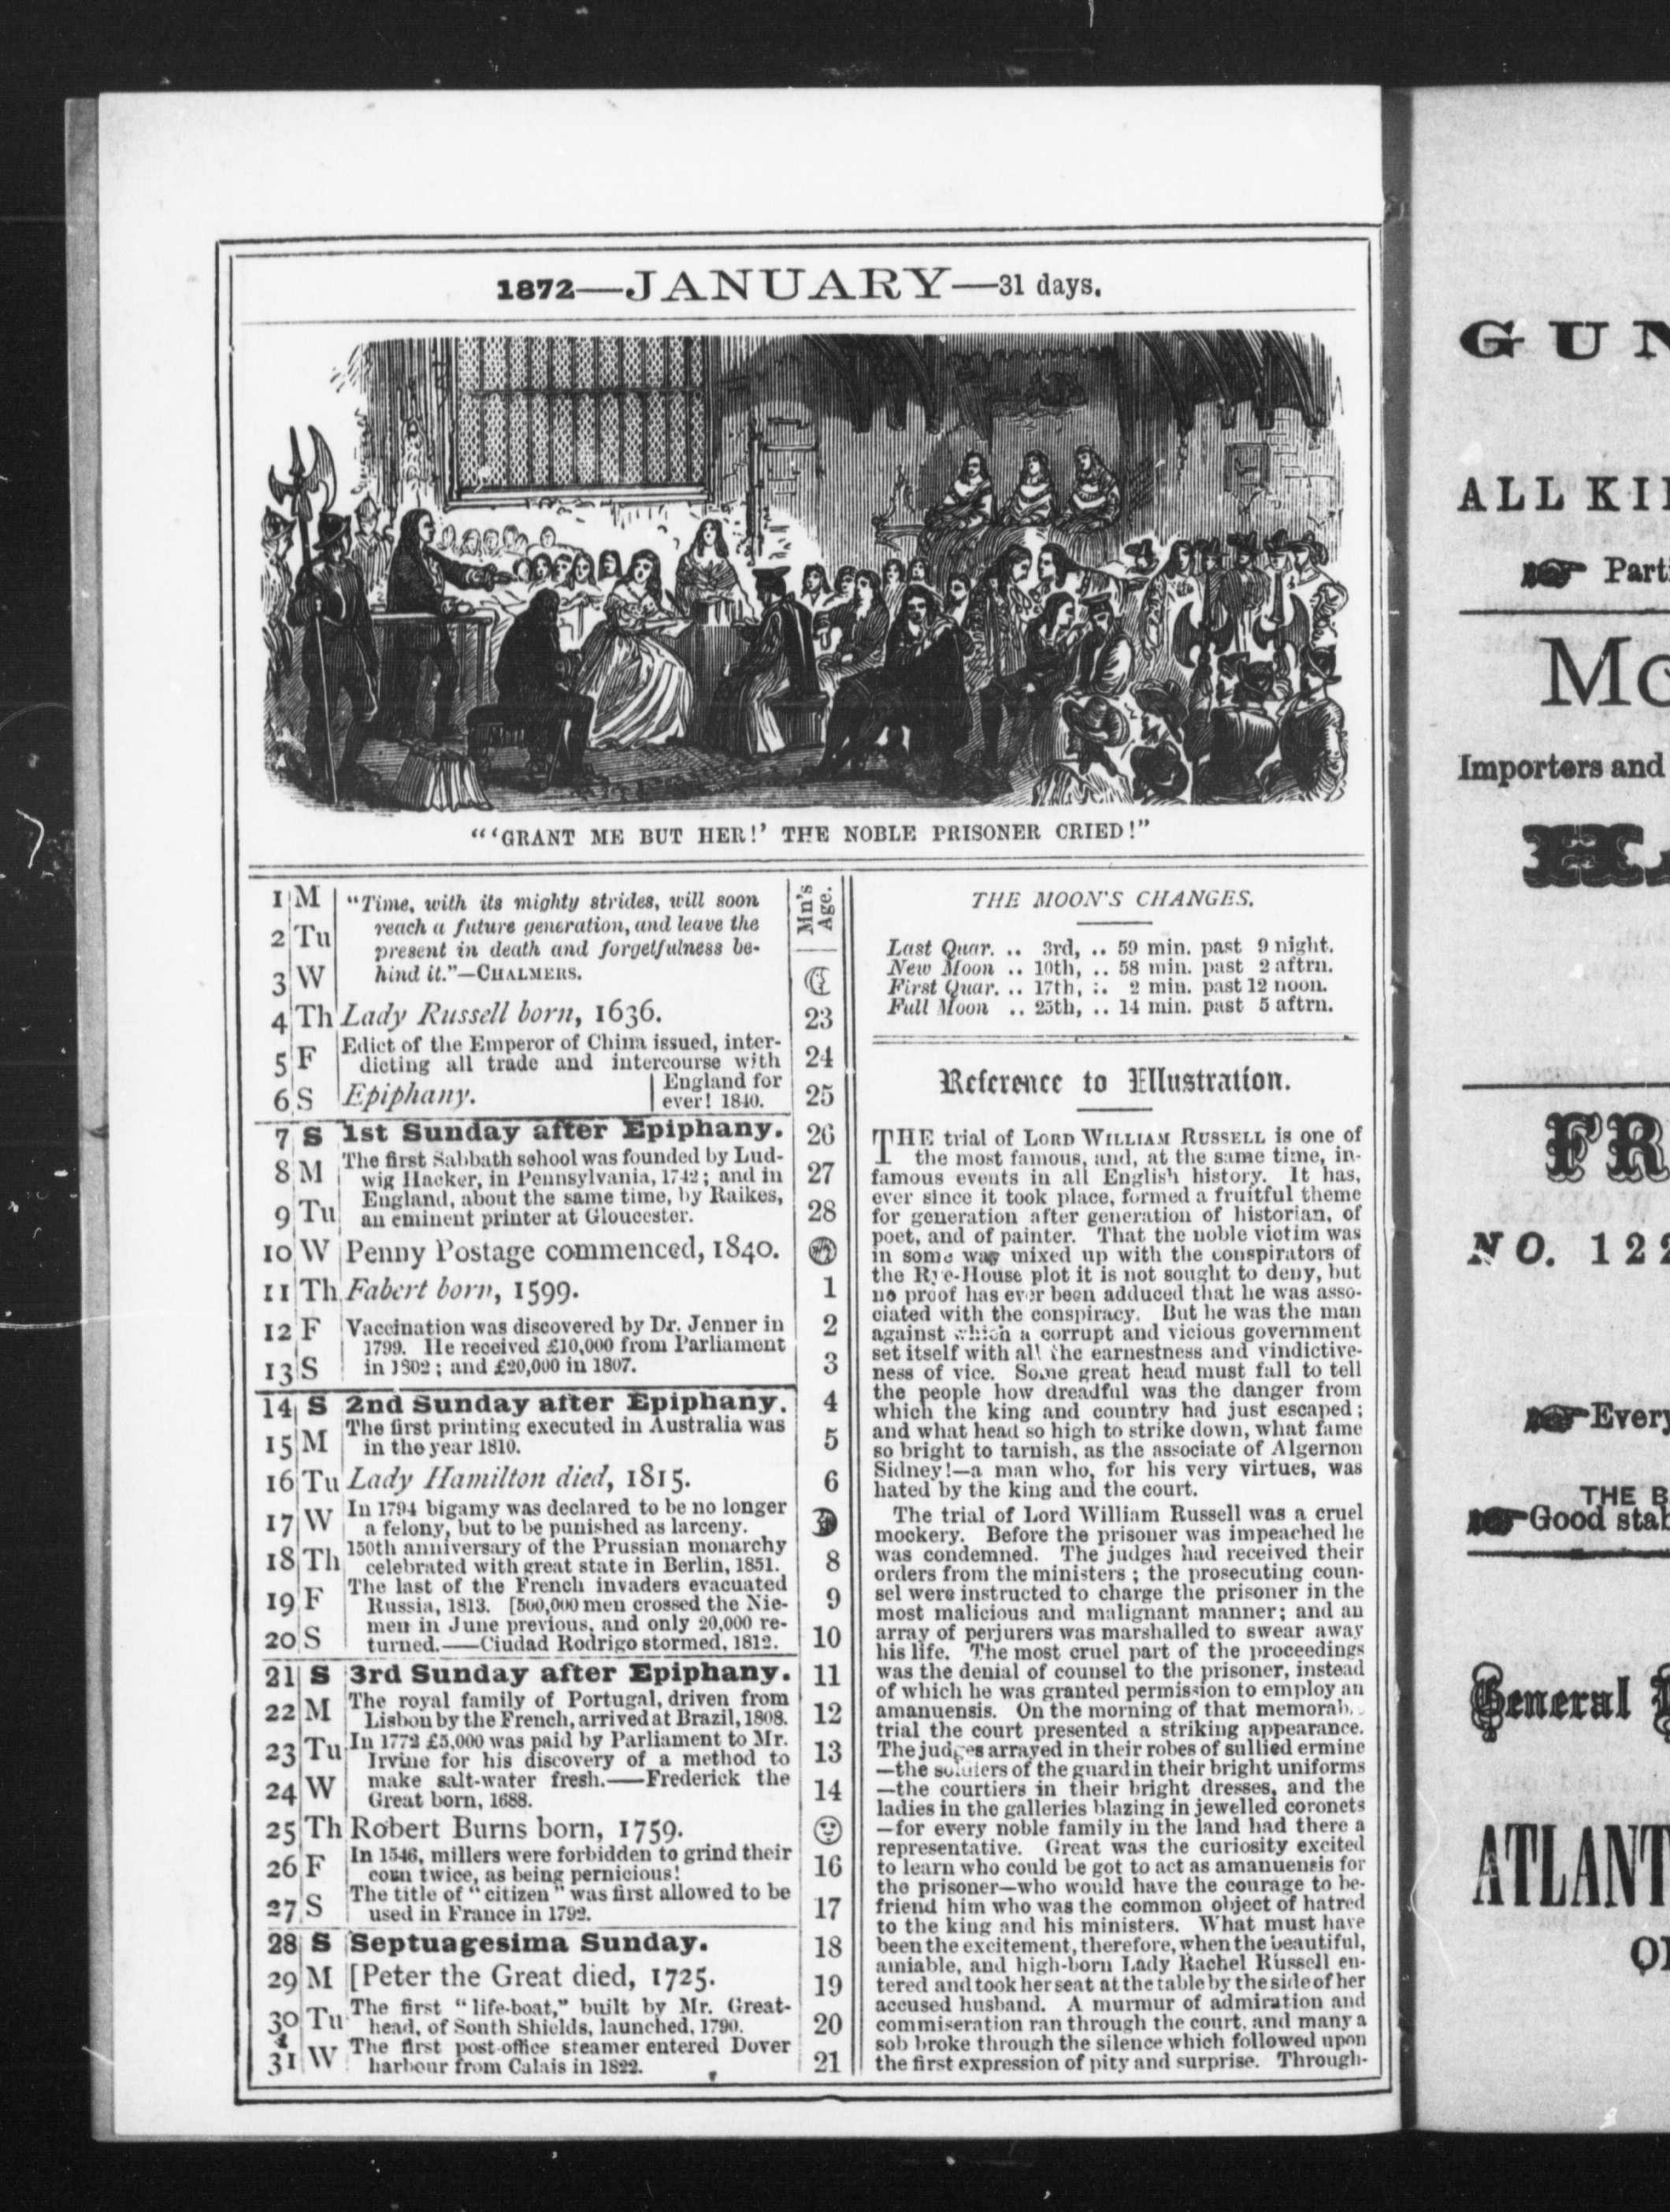 1872—JANUARY—31 days.
"'GRANT ME BUT HER!' THE NOBLE PRISONER CRIED!"
Mn's Age.
1 M "Time, with its mighty strides, will soon
reach a future generation, and leave the
2 Tu present in death and forgetfulness be-
3 W hind it."—CHALMERS.
4 Th Lady Russell born, 1636. 23
5 F Edict of the Emperor of China issued, inter- 24
dicting all trade and intercourse with
6 S Epiphany. | England for 25
ever! 1840.
7 S 1st Sunday after Epiphany. 26
8 M The first Sabbath school was founded by Lud- 27
wig Hacker, in Pennsylvania, 1742; and in
9 Tu England, about the same time, by Raikes, 28
an eminent printer at Gloucester.
10 W Penny Postage commenced, 1840.
11 Th Fabert born, 1599. 1
12 F Vaccination was discovered by Dr. Jenner in 2
1799. He received £10,000 from Parliament
13 S in 1802; and £20,000 in 1807. 3
14 S 2nd Sunday after Epiphany. 4
15 M The first printing executed in Australia was 5
in the year 1810.
16 Tu Lady Hamilton died, 1815. 6
17 W In 1794 bigamy was declared to be no longer
a felony, but to be punished as larceny.
18 Th 150th anniversary of the Prussian monarchy 8
celebrated with great state in Berlin, 1851.
19 F The last of the French invaders evacuated 9
Russia, 1813. [500,000 men crossed the Nie-
men in June previous, and only 20,000 re-
20 S turned.——Ciudad Rodrigo stormed, 1812. 10
21 S 3rd Sunday after Epiphany. 11
22 M The royal family of Portugal, driven from 12
Lisbon by the French, arrived at Brazil, 1808.
23 Tu In 1772 £5,000 was paid by Parliament to Mr. 13
Irvine for his discovery of a method to
24 W make salt-water fresh.——Frederick the 14
Great born, 1688.
25 Th Robert Burns born, 1759.
26 F In 1546, millers were forbidden to grind their 16
corn twice, as being pernicious!
27 S The title of "citizen" was first allowed to be 17
used in France in 1792.
28 S Septuagesima Sunday. 18
29 M [Peter the Great died, 1725. 19
30 Tu The first "life-boat," built by Mr. Great- 20
head, of South Shields, launched, 1790.
31 W The first post-office steamer entered Dover 21
harbour from Calais in 1822.
THE MOON'S CHANGES.
Last Quar. .. 3rd, .. 59 min. past 9 night.
New Moon .. 10th, .. 58 min. past 2 aftrn.
First Quar. .. 17th, :. 2 min. past 12 noon.
Full Moon .. 25th, .. 14 min. past 5 aftrn.
Reference to Illustration.
THE trial of LORD WILLIAM RUSSELL is one of
the most famous, and, at the same time, in-
famous events in all English history. It has,
ever since it took place, formed a fruitful theme
for generation after generation of historian, of
poet, and of painter. That the noble victim was
in some way mixed up with the conspirators of
the Rye-House plot it is not sought to deny, but
no proof has ever been adduced that he was asso-
ciated with the conspiracy. But he was the man
against which a corrupt and vicious government
set itself with all the earnestness and vindictive-
ness of vice. Some great head must fall to tell
the people how dreadful was the danger from
which the king and country had just escaped;
and what head so high to strike down, what fame
so bright to tarnish, as the associate of Algernon
Sidney!—a man who, for his very virtues, was
hated by the king and the court.
The trial of Lord William Russell was a cruel
mockery. Before the prisoner was impeached he
was condemned. The judges had received their
orders from the ministers; the prosecuting coun-
sel were instructed to charge the prisoner in the
most malicious and malignant manner; and an
array of perjurers was marshalled to swear away
his life. The most cruel part of the proceedings
was the denial of counsel to the prisoner, instead
of which he was granted permission to employ an
amanuensis. On the morning of that
trial the court presented a striking appearance.
The judges arrayed in their robes of sullied ermine
—the soldiers of the guard in their bright uniforms
—the courtiers in their bright dresses, and the
ladies in the galleries blazing in jewelled coronets
—for every noble family in the land had there a
representative. Great was the curiosity excited
to learn who could be got to act as amanuensis for
the prisoner—who would have the courage to be-
friend him who was the common object of hatred
to the king and his ministers. What must have
been the excitement, therefore, when the beautiful,
amiable, and high-born Lady Rachel Russell en-
tered and took her seat at the table by the side of her
accused husband. A murmur of admiration and
commiseration ran through the court, and many a
sob broke through the silence which followed upon
the first expression of pity and surprise. Through-
GUN
ALL KI
Parti
Mc
Importers and
HA
FR
NO. 122
Every
THE B
Good stab
General
ATLANT